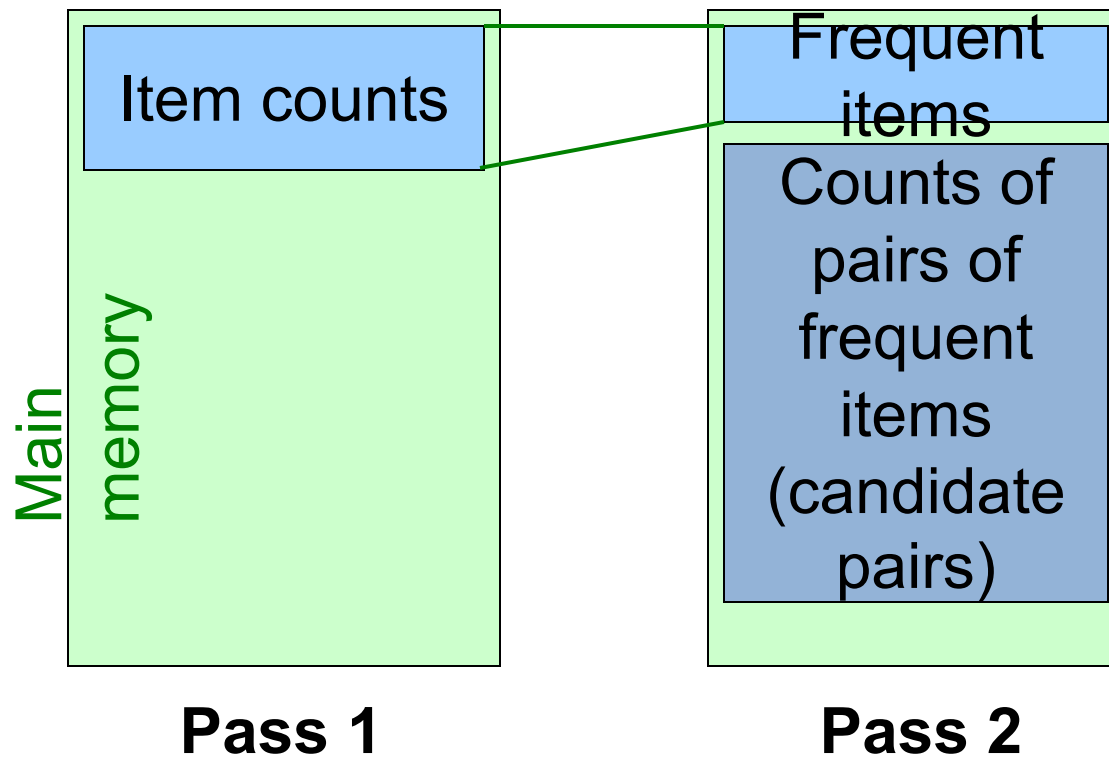 Item counts
Main
memory
Pass 1
Frequent
items
Counts of
pairs of
frequent
items
(candidate
pairs)
Pass 2